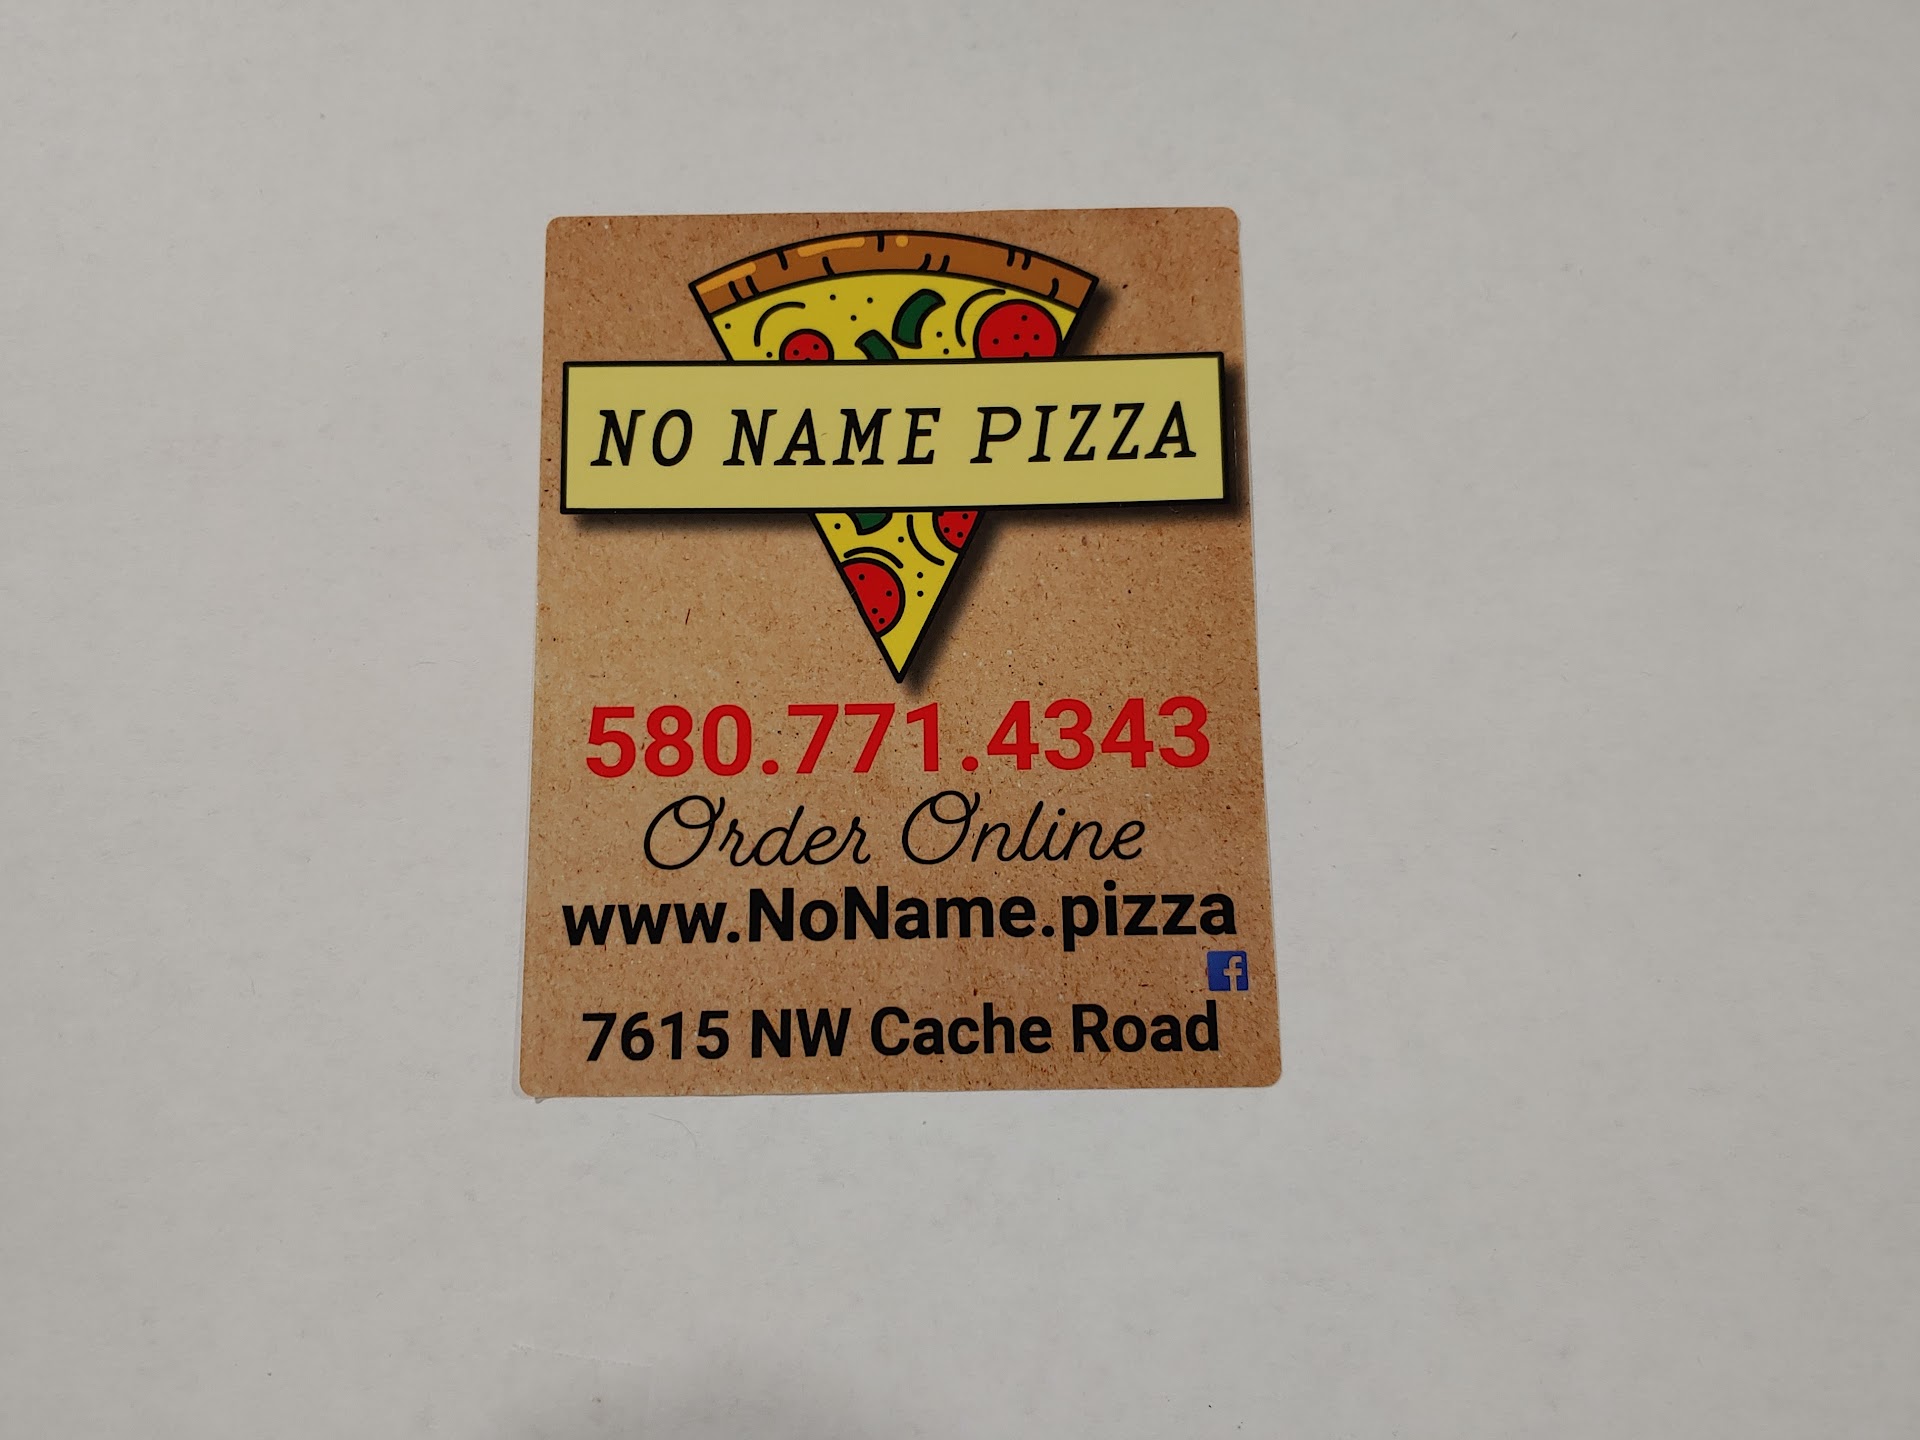 NO NAME PIZZA
580.771.4343
Order Online
www.NoName.pizza
f
7615 NW Cache Road